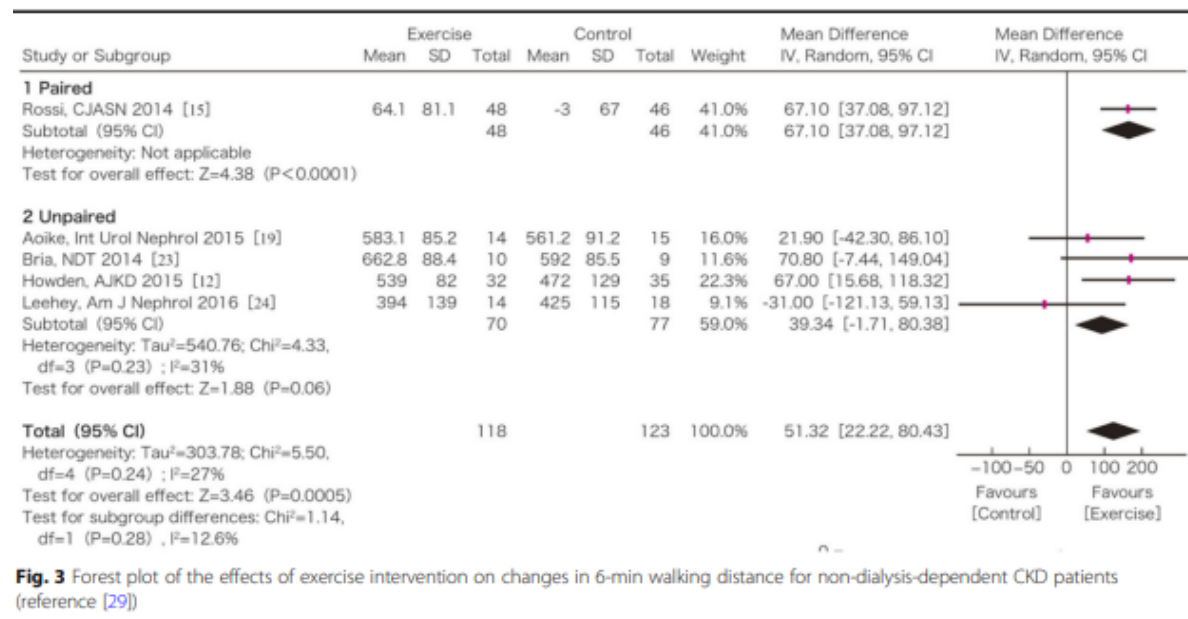 Exercise Control Mean Difference Mean Difference
Study or Subgroup Mean SD Total Mean SD Total Weight IV, Random, 95% CI IV, Random, 95% CI
1 Paired
Rossi, CJASN 2014 [15] 64.1 81.1 48 -3 67 46 41.0% 67.10 [37.08, 97.12]
Subtotal (95% CI) 48 46 41.0% 67.10 [37.08, 97.12]
Heterogeneity: Not applicable
Test for overall effect: Z=4.38 (P<0.0001)
2 Unpaired
Aoike, Int Urol Nephrol 2015 [19] 583.1 85.2 14 561.2 91.2 15 16.0% 21.90 [-42.30, 86.10]
Bria, NDT 2014 [23] 662.8 88.4 10 592 85.5 9 11.6% 70.80 [-7.44, 149.04]
Howden, AJKD 2015 [12] 539 82 32 472 129 35 22.3% 67.00 [15.68, 118.32]
Leehey, Am J Nephrol 2016 [24] 394 139 14 425 115 18 9.1% -31.00 [-121.13, 59.13]
Subtotal (95% CI) 70 77 59.0% 39.34 [-1.71, 80.38]
Heterogeneity: Tau²=540.76; Chi²=4.33,
df=3 (P=0.23) ; I²=31%
Test for overall effect: Z=1.88 (P=0.06)
Total (95% CI) 118 123 100.0% 51.32 [22.22, 80.43]
Heterogeneity: Tau²=303.78; Chi²=5.50,
df=4 (P=0.24) ; I²=27%
Test for overall effect: Z=3.46 (P=0.0005)
Test for subgroup differences: Chi²=1.14,
df=1 (P=0.28) , I²=12.6%
-100 -50 0 100 200
Favours Favours
[Control] [Exercise]
Fig. 3 Forest plot of the effects of exercise intervention on changes in 6-min walking distance for non-dialysis-dependent CKD patients
(reference [29])